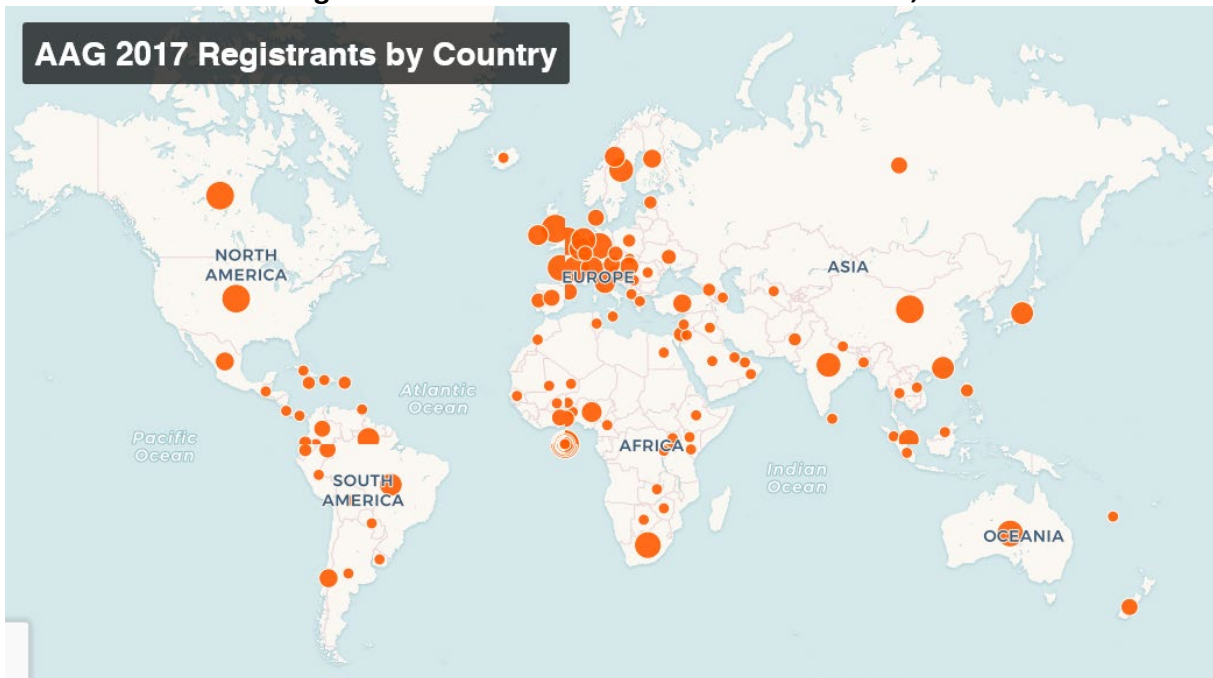 AAG 2017 Registrants by Country
NORTH
AMERICA
EUROPE
ASIA
Atlantic
Ocean
Pacific
Ocean
AFRICA
Indian
Ocean
SOUTH
AMERICA
OCEANIA